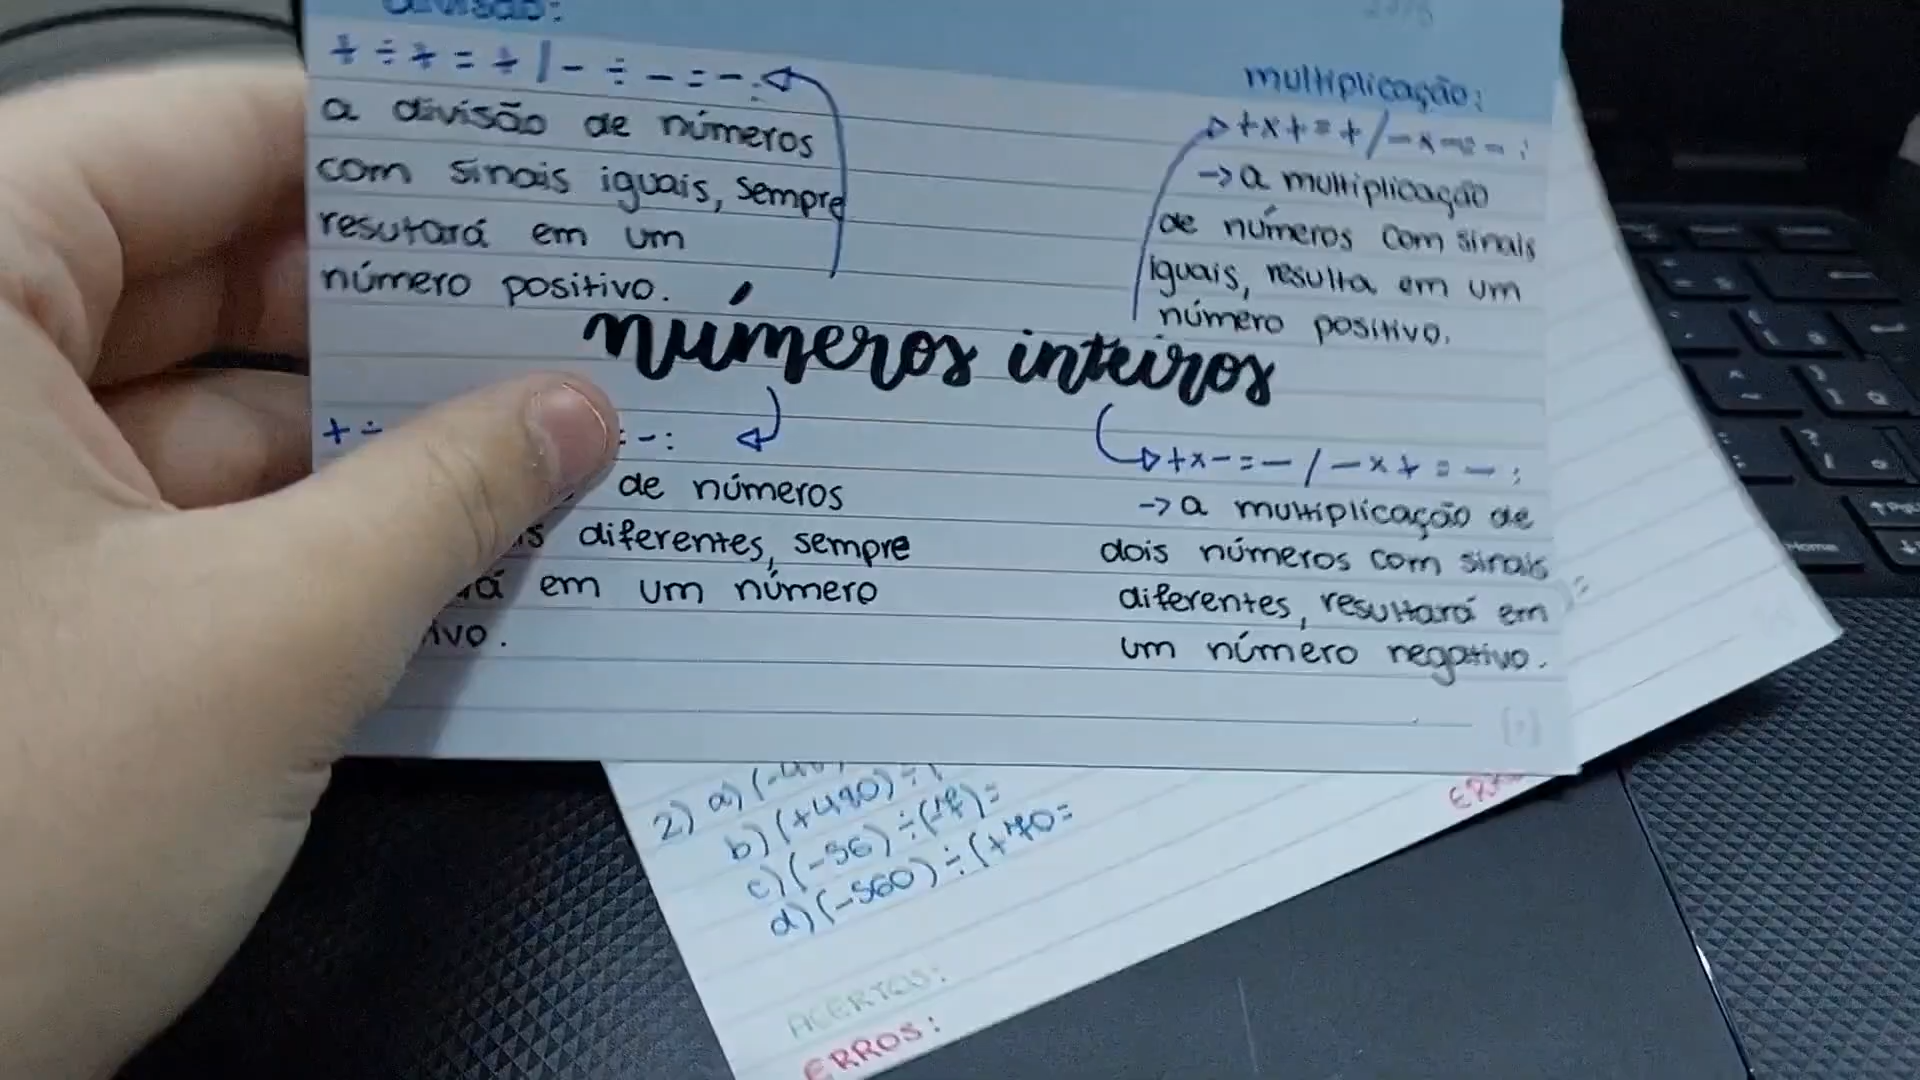 divisão:
+ ÷ + = + / - ÷ - = - :
a divisão de números
com sinais iguais, sempre
resutará em um
número positivo.
multiplicação:
+ x + = + / - x - = - :
→ a multiplicação
de números com sinais
iguais, resulta em um
número positivo.
números inteiros
+ ÷
= - :
de números
diferentes, sempre
em um número
+ x - = - / - x + = - :
→ a multiplicação de
dois números com sinais
diferentes, resultará em
um número negativo.
2) a) (-
b) (+490) ÷
c) (-56) ÷
d) (-560) ÷ (+70=
ACERTOS:
ERROS: